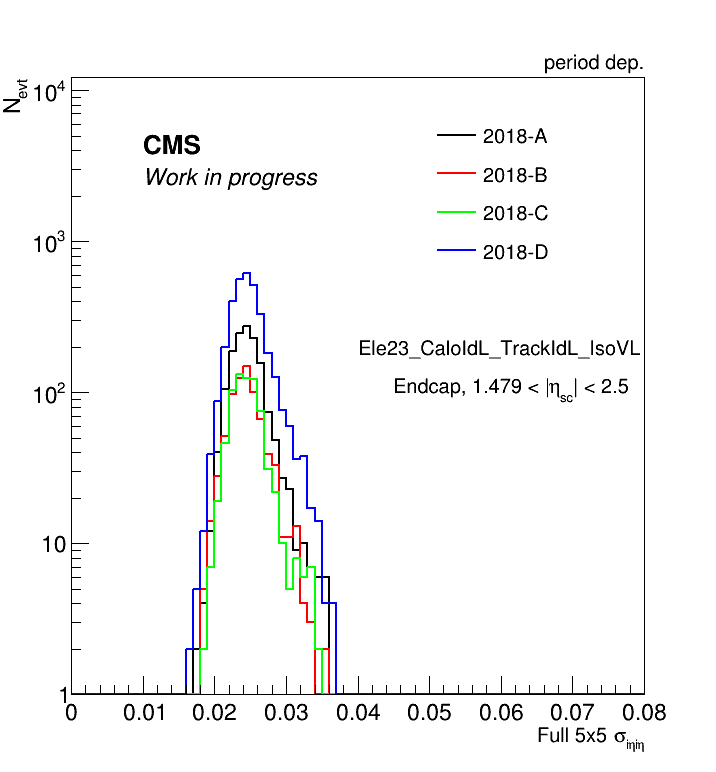 period dep.
N_evt
10^4
10^3
10^2
10
1
CMS
Work in progress
2018-A
2018-B
2018-C
2018-D
Ele23_CaloIdL_TrackIdL_IsoVL
Endcap, 1.479 < |η_sc| < 2.5
0 0.01 0.02 0.03 0.04 0.05 0.06 0.07 0.08
Full 5x5 σ_iηiη